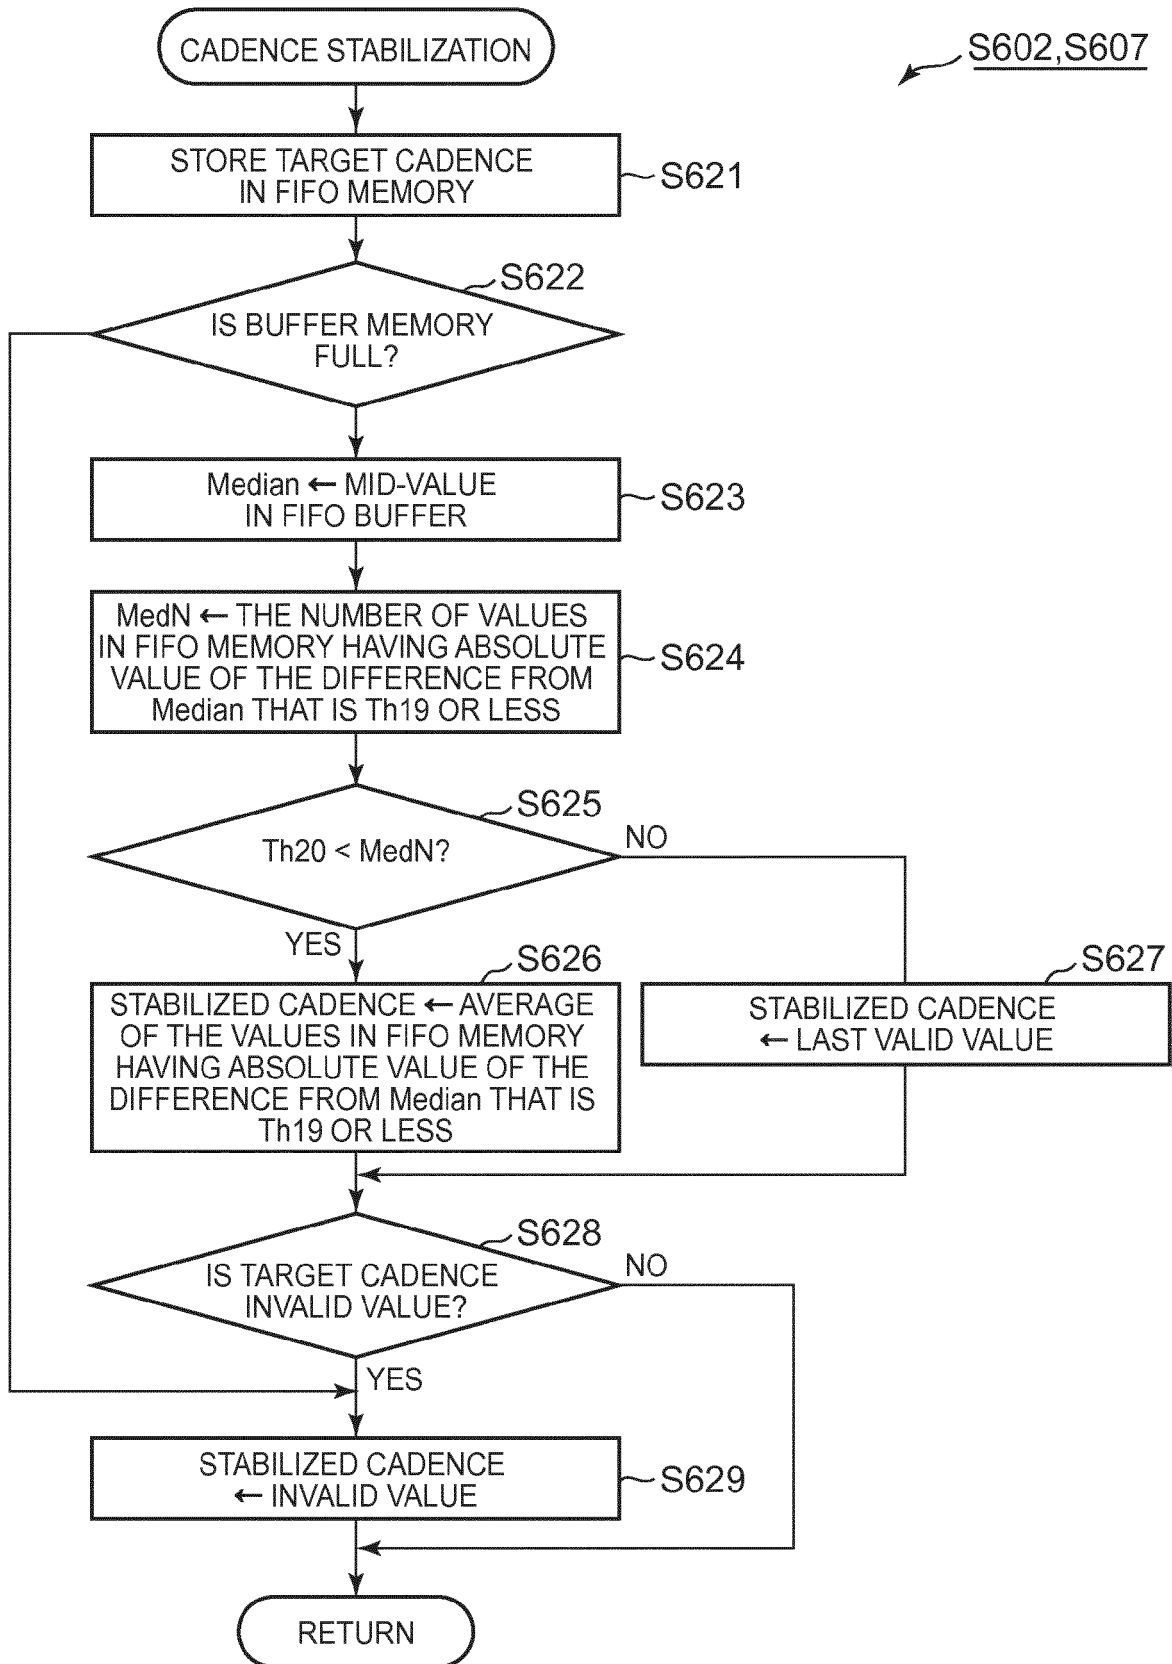 CADENCE STABILIZATION
S602,S607
STORE TARGET CADENCE
IN FIFO MEMORY
S621
S622
IS BUFFER MEMORY
FULL?
Median ← MID-VALUE
IN FIFO BUFFER
S623
MedN ← THE NUMBER OF VALUES
IN FIFO MEMORY HAVING ABSOLUTE
VALUE OF THE DIFFERENCE FROM
Median THAT IS Th19 OR LESS
S624
S625
Th20 < MedN?
NO
YES
S626
STABILIZED CADENCE ← AVERAGE
OF THE VALUES IN FIFO MEMORY
HAVING ABSOLUTE VALUE OF THE
DIFFERENCE FROM Median THAT IS
Th19 OR LESS
S627
STABILIZED CADENCE
← LAST VALID VALUE
S628
IS TARGET CADENCE
INVALID VALUE?
NO
YES
STABILIZED CADENCE
← INVALID VALUE
S629
RETURN